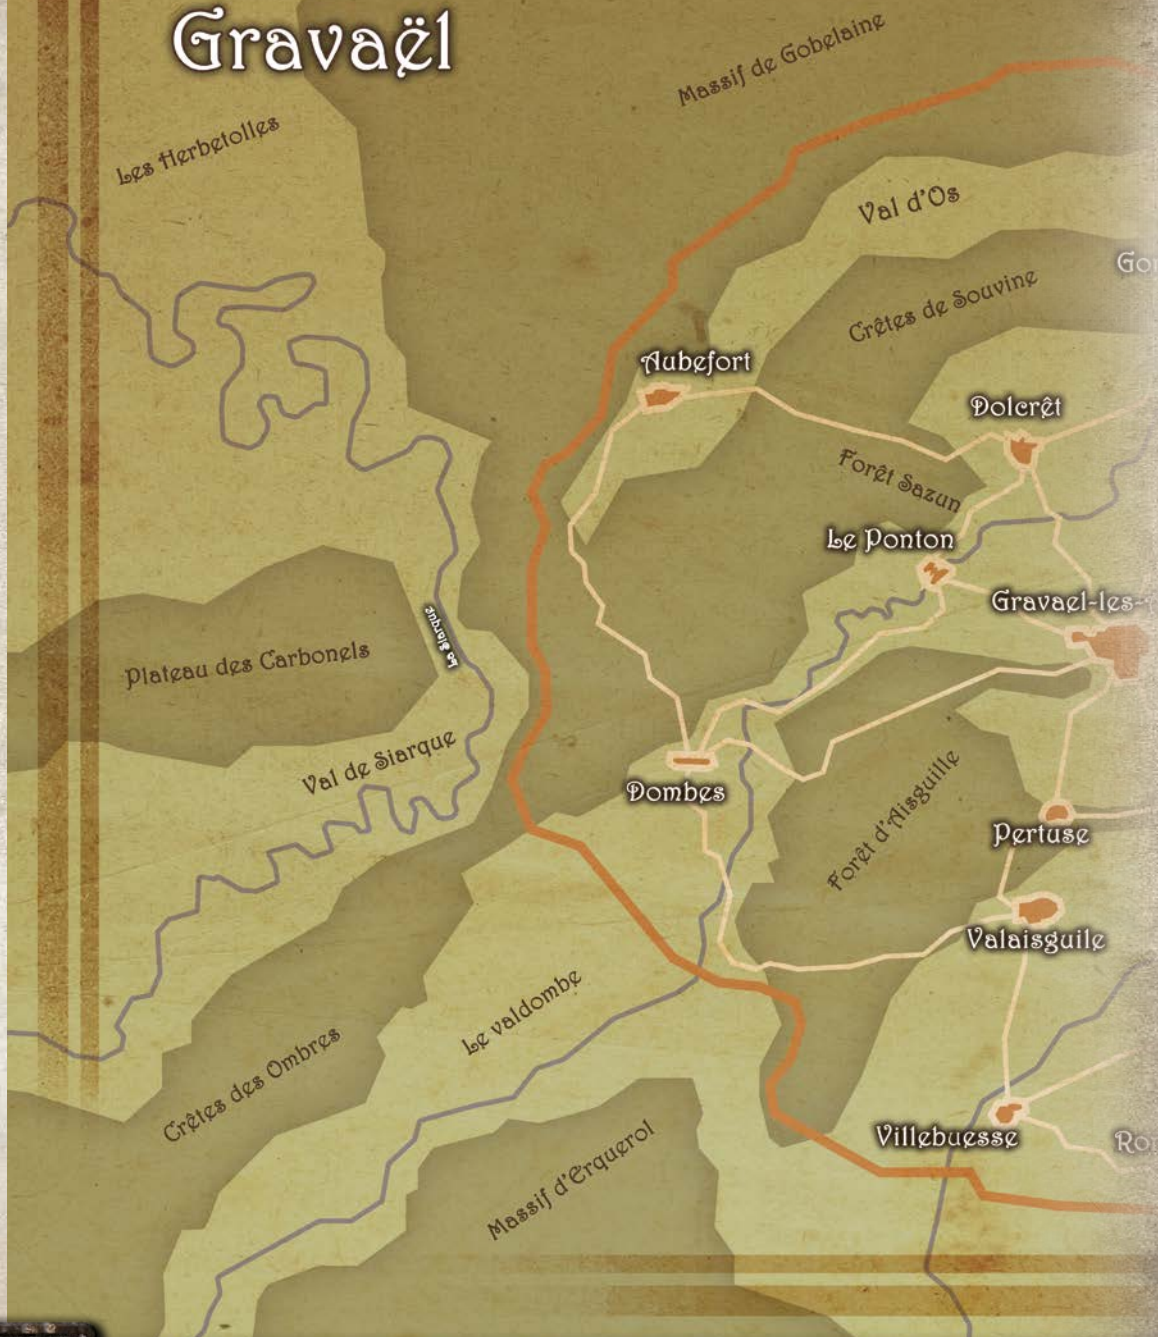 Gravaël
Massif de Gobelaine
Les Herbetolles
Val d'Os
Crêtes de Souvine
Aubefort
Dolcrêt
Forêt Sazun
Le Ponton
Gravael-les-
La Siarque
Plateau des Carbonels
Val de Siarque
Dombes
Forêt d'Aisguille
Pertuse
Valaisguile
Le valdombe
Crêtes des Ombres
Villebuesse
Massif d'Erquerol